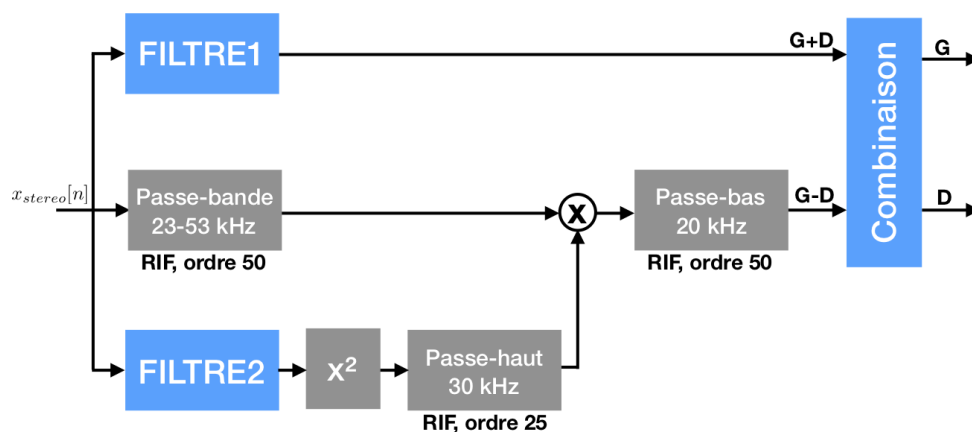 FILTRE1
G+D
G
x_{stereo}[n]
Passe-bande
23-53 kHz
RIF, ordre 50
X
Passe-bas
20 kHz
RIF, ordre 50
G-D
D
Combinaison
FILTRE2
X²
Passe-haut
30 kHz
RIF, ordre 25